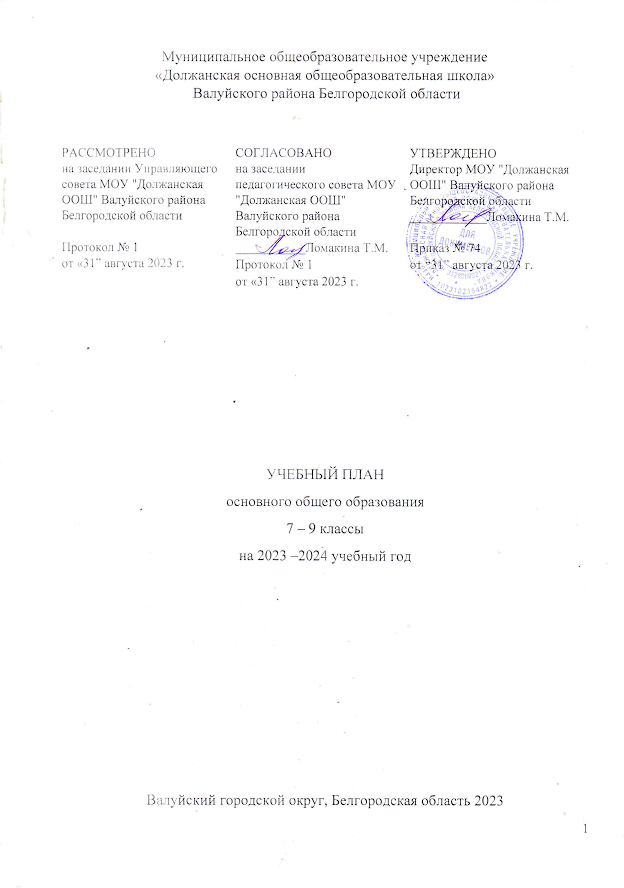 Муниципальное общеобразовательное учреждение
«Должанская основная общеобразовательная школа»
Валуйского района Белгородской области
РАССМОТРЕНО
на заседании Управляющего
совета МОУ "Должанская
ООШ" Валуйского района
Белгородской области
Протокол № 1
от «31” августа 2023 г.
СОГЛАСОВАНО
на заседании
педагогического совета МОУ
"Должанская ООШ"
Валуйского района
Белгородской области
Ломакина Т.М.
Протокол № 1
от «31” августа 2023 г.
УТВЕРЖДЕНО
Директор МОУ "Должанская
ООШ" Валуйского района
Белгородской области
Ломакина Т.М.
Приказ № 74
от “31” августа 2023 г.
ДЛЯ
ДОКУМЕНТОВ
УЧЕБНЫЙ ПЛАН
основного общего образования
7 – 9 классы
на 2023 –2024 учебный год
Валуйский городской округ, Белгородская область 2023
1